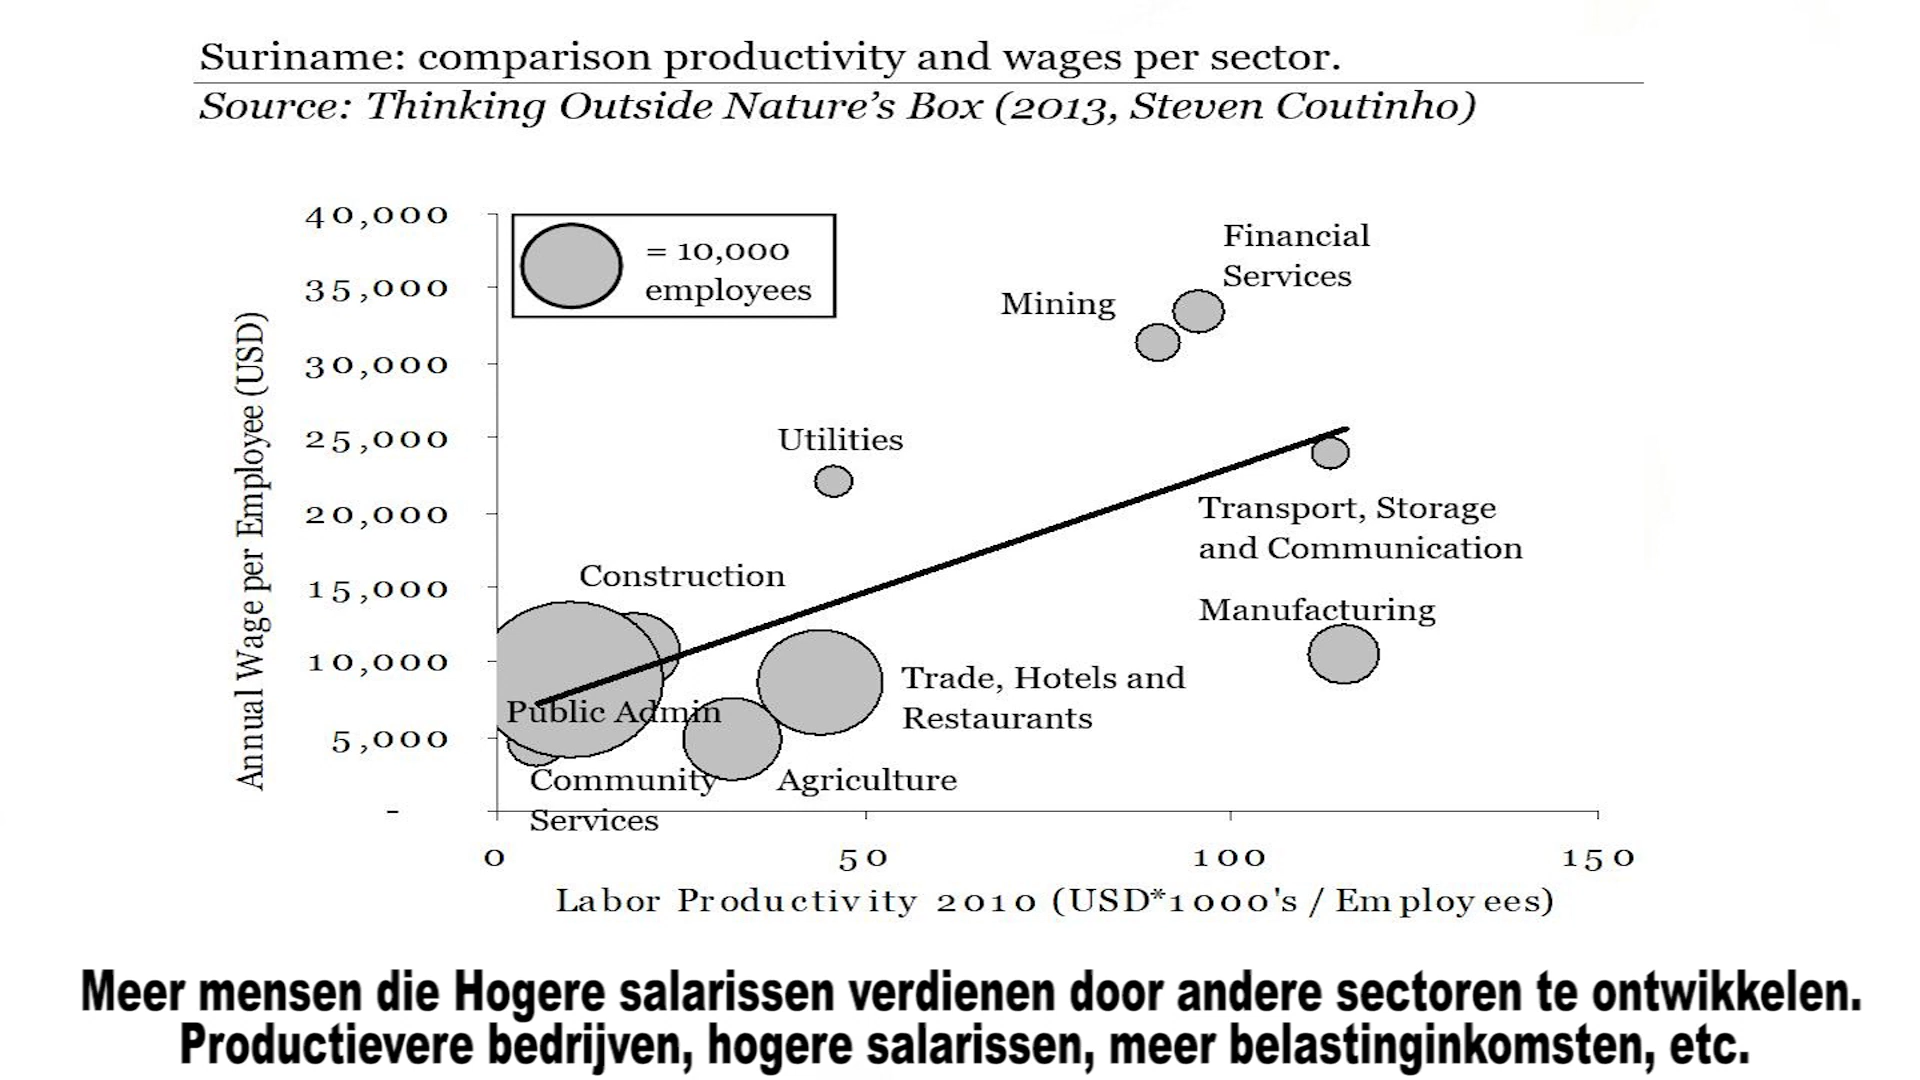 Suriname: comparison productivity and wages per sector.
Source: Thinking Outside Nature's Box (2013, Steven Coutinho)
40,000
35,000
30,000
25,000
20,000
15,000
10,000
5,000
-
Annual Wage per Employee (USD)
= 10,000
employees
Financial
Services
Mining
Utilities
Transport, Storage
and Communication
Construction
Manufacturing
Trade, Hotels and
Restaurants
Public Admin
Community
Services
Agriculture
0
50
100
150
Labor Productivity 2010 (USD*1000's / Employees)
Meer mensen die Hogere salarissen verdienen door andere sectoren te ontwikkelen.
Productievere bedrijven, hogere salarissen, meer belastinginkomsten, etc.